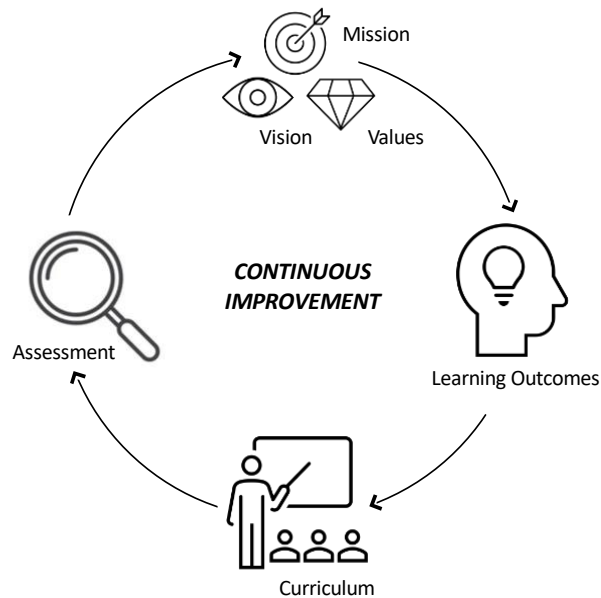 Mission
Vision
Values
CONTINUOUS
IMPROVEMENT
Assessment
Learning Outcomes
Curriculum